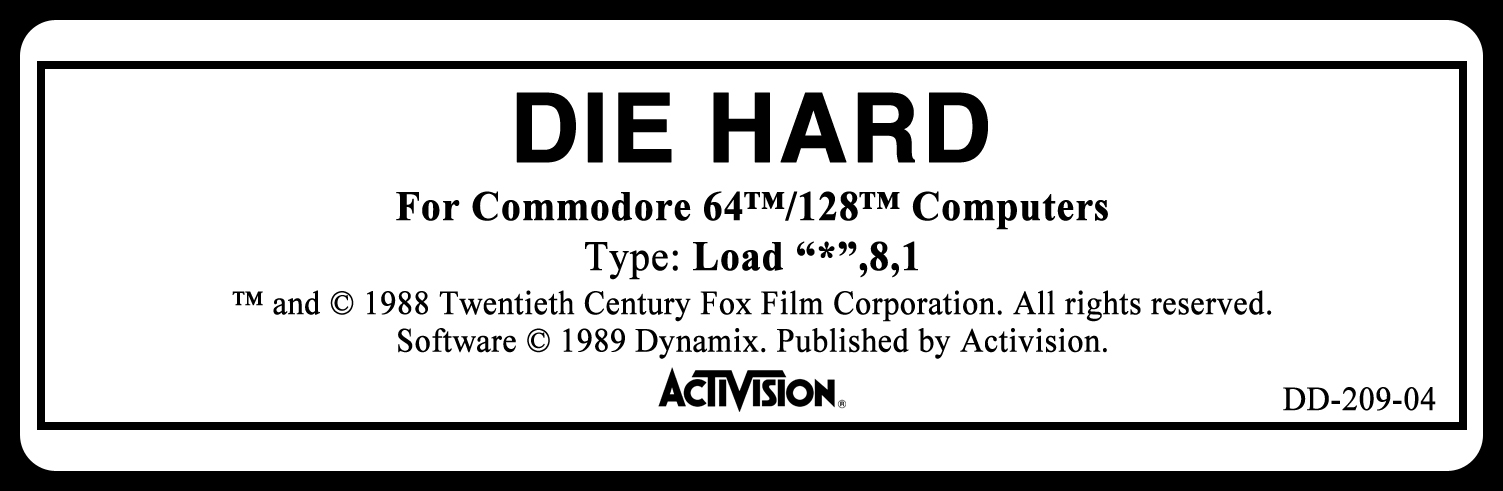 DIE HARD
For Commodore 64™/128™ Computers
Type: Load “*”,8,1
™ and © 1988 Twentieth Century Fox Film Corporation. All rights reserved.
Software © 1989 Dynamix. Published by Activision.
ACTIVISION®
DD-209-04